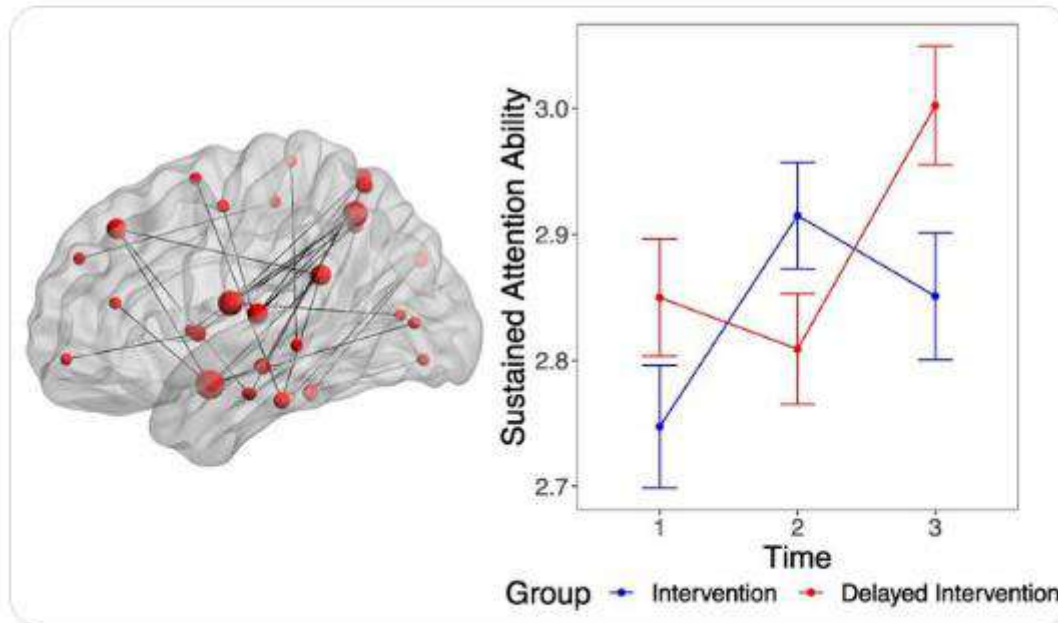 Sustained Attention Ability
3.0
2.9
2.8
2.7
1 2 3
Time
Group Intervention Delayed Intervention